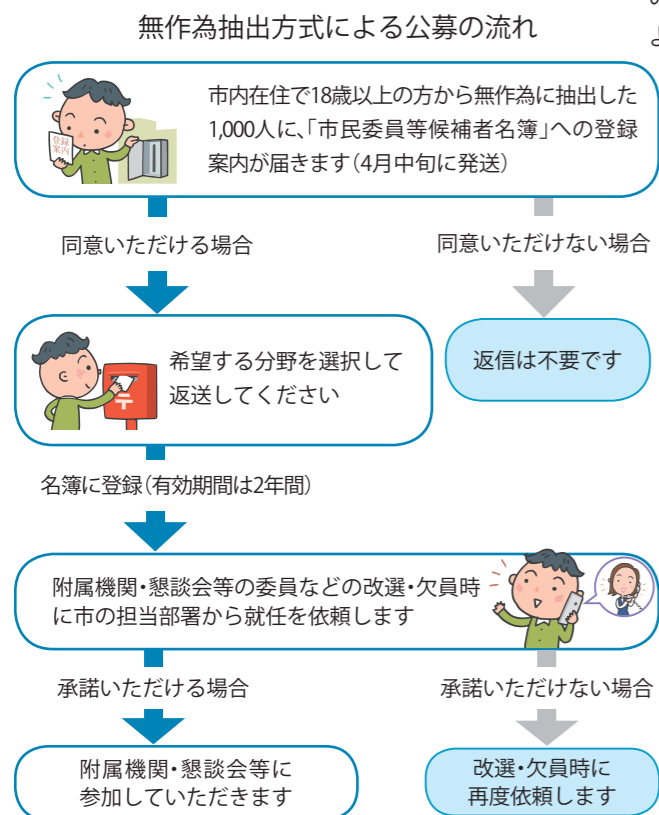 無作為抽出方式による公募の流れ
市内在住で18歳以上の方から無作為に抽出した
1,000人に、「市民委員等候補者名簿」への登録
案内が届きます(4月中旬に発送)
登録
案内
同意いただける場合
同意いただけない場合
希望する分野を選択して
返送してください
返信は不要です
名簿に登録(有効期間は2年間)
附属機関・懇談会等の委員などの改選・欠員時
に市の担当部署から就任を依頼します
承諾いただける場合
承諾いただけない場合
附属機関・懇談会等に
参加していただきます
改選・欠員時に
再度依頼します